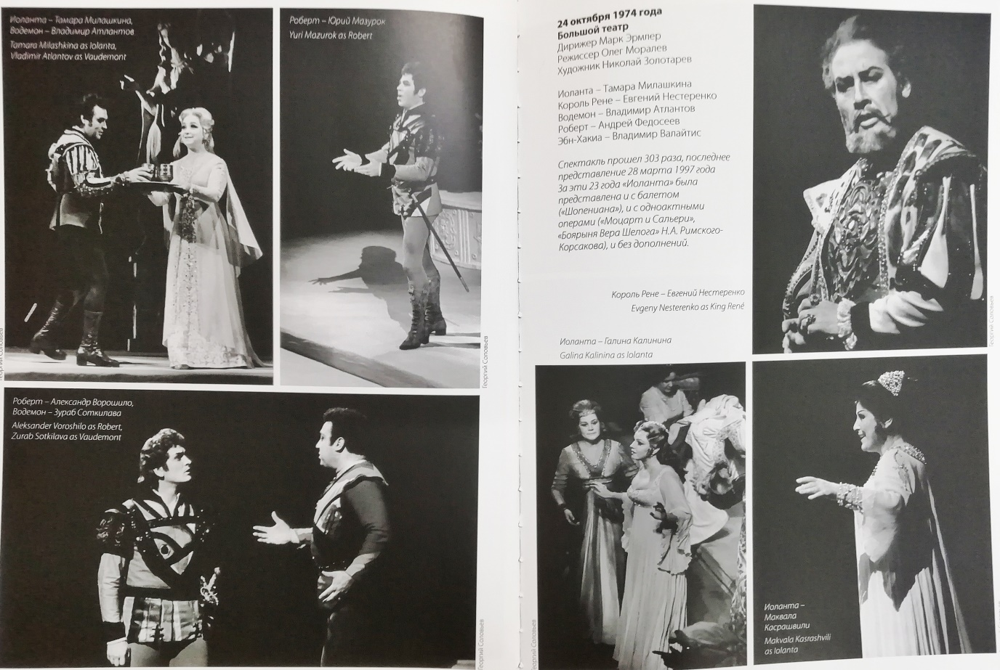 Иоланта – Тамара Милашкина,
Водемон – Владимир Атлантов
Tamara Milashkina as Iolanta,
Vladimir Atlantov as Vaudemont
Роберт – Юрий Мазурок
Yuri Mazurok as Robert
Георгий Соловьёв
Георгий Соловьёв
Роберт – Александр Ворошило,
Водемон – Зураб Соткилава
Aleksander Voroshilo as Robert,
Zurab Sotkilava as Vaudemont
Георгий Соловьёв
24 октября 1974 года
Большой театр
Дирижер Марк Эрмлер
Режиссер Олег Моралев
Художник Николай Золотарев
Иоланта – Тамара Милашкина
Король Рене – Евгений Нестеренко
Водемон – Владимир Атлантов
Роберт – Андрей Федосеев
Эбн-Хакиа – Владимир Валайтис
Спектакль прошел 303 раза, последнее
представление 28 марта 1997 года
За эти 23 года «Иоланта» была
представлена и с балетом
(«Шопениана»), и с одноактными
операми («Моцарт и Сальери»,
«Боярыня Вера Шелога» Н.А. Римского-
Корсакова), и без дополнений.
Король Рене – Евгений Нестеренко
Evgeny Nesterenko as King René
Георгий Соловьёв
Иоланта – Галина Калинина
Galina Kalinina as Iolanta
Георгий Соловьёв
Иоланта –
Маквала
Касрашвили
Makvala Kasrashvili
as Iolanta